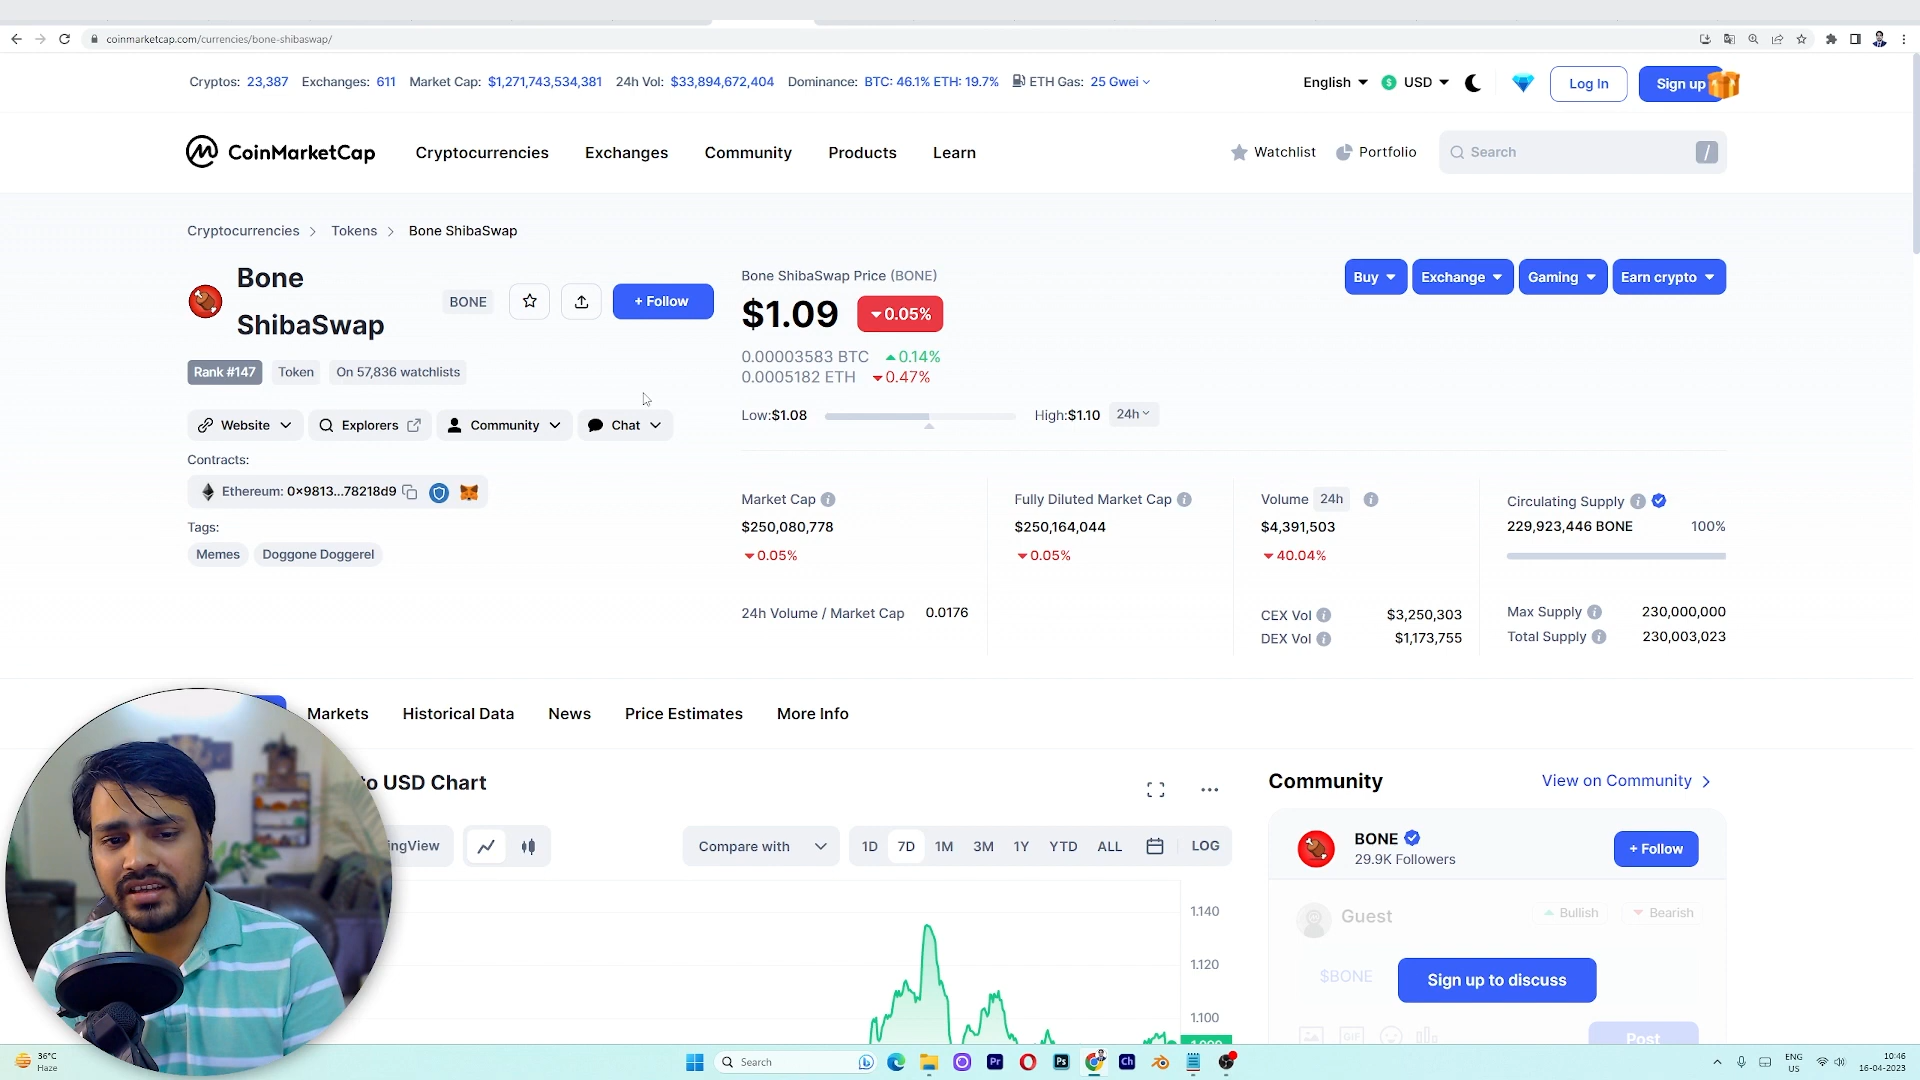 coinmarketcap.com/currencies/bone-shibaswap/
Cryptos: 23,387 Exchanges: 611 Market Cap: $1,271,743,534,381 24h Vol: $33,894,672,404 Dominance: BTC: 46.1% ETH: 19.7% ETH Gas: 25 Gwei
English USD Log In Sign up
CoinMarketCap Cryptocurrencies Exchanges Community Products Learn Watchlist Portfolio Search /
Cryptocurrencies > Tokens > Bone ShibaSwap
Bone
ShibaSwap
BONE + Follow
Rank #147 Token On 57,836 watchlists
Website Explorers Community Chat
Contracts:
Ethereum: 0x9813...78218d9
Tags:
Memes Doggone Doggerel
Bone ShibaSwap Price (BONE)
$1.09 0.05%
0.00003583 BTC 0.14%
0.0005182 ETH 0.47%
Low:$1.08 High:$1.10 24h
Buy Exchange Gaming Earn crypto
Market Cap
$250,080,778
0.05%
24h Volume / Market Cap 0.0176
Fully Diluted Market Cap
$250,164,044
0.05%
Volume 24h
$4,391,503
40.04%
CEX Vol $3,250,303
DEX Vol $1,173,755
Circulating Supply
229,923,446 BONE 100%
Max Supply 230,000,000
Total Supply 230,003,023
Markets Historical Data News Price Estimates More Info
to USD Chart
ngView Compare with 1D 7D 1M 3M 1Y YTD ALL LOG
1.140
1.120
1.100
Community View on Community >
BONE
29.9K Followers
+ Follow
Guest Bullish Bearish
$BONE Sign up to discuss
GIF Post
36°C
Haze
Search
Pr Ps Ch
ENG
US
10:46
16-04-2023